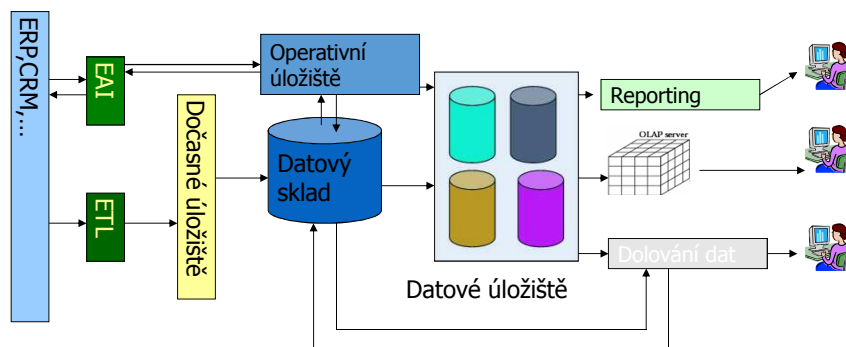 ERP,CRM,...
EAI
ETL
Dočasné úložiště
Operativní
úložiště
Datový
sklad
Datové úložiště
Reporting
OLAP server
Dolování dat